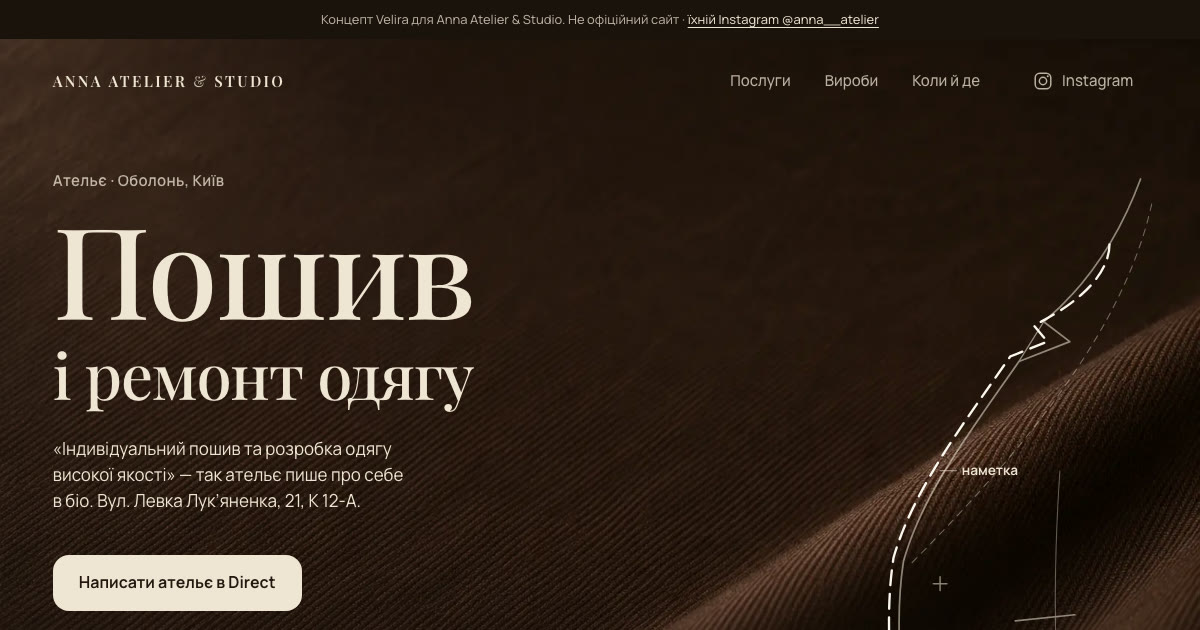 Концепт Velira для Anna Atelier & Studio. Не офіційний сайт · їхній Instagram @anna__atelier
ANNA ATELIER & STUDIO
Послуги
Вироби
Коли й де
Instagram
Ательє · Оболонь, Київ
Пошив
і ремонт одягу
«Індивідуальний пошив та розробка одягу
високої якості» — так ательє пише про себе
в біо. Вул. Левка Лук’яненка, 21, К 12-А.
наметка
Написати ательє в Direct